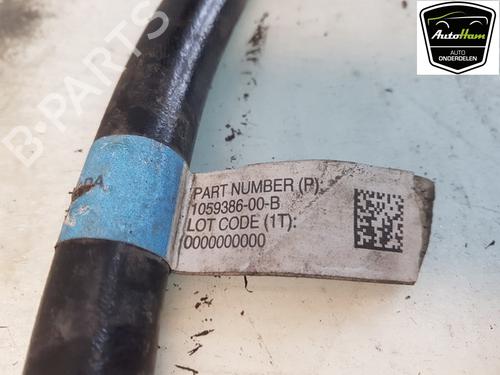 AutoHam
AUTO
ONDERDELEN
B-PARTS
PART NUMBER (P):
1059386-00-B
LOT CODE (1T):
0000000000